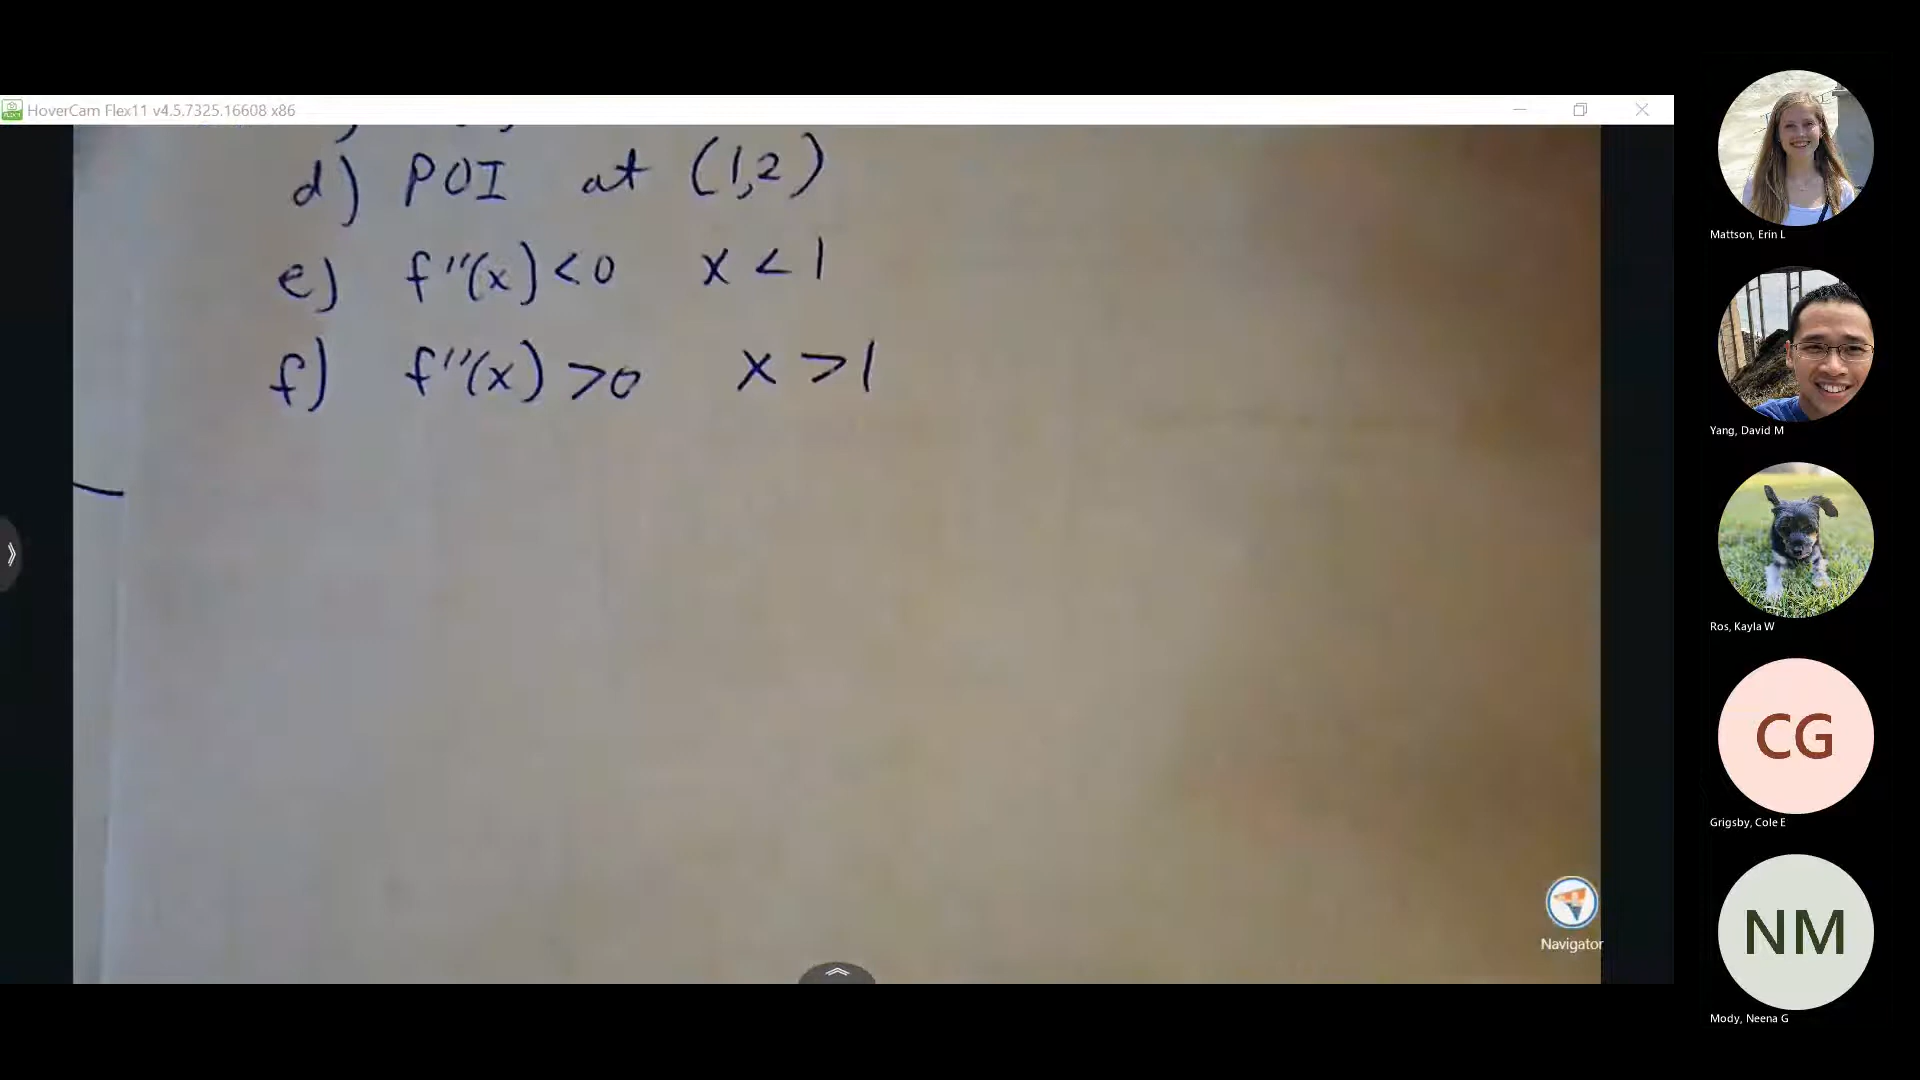 HoverCam Flex11 v4.5.7325.16608 x86
d) POI at (1,2)
e) f''(x) <0 x < 1
f) f''(x) >0 x >1
Navigator
Mattson, Erin L
Yang, David M
Ros, Kayla W
CG
Grigsby, Cole E
NM
Mody, Neena G